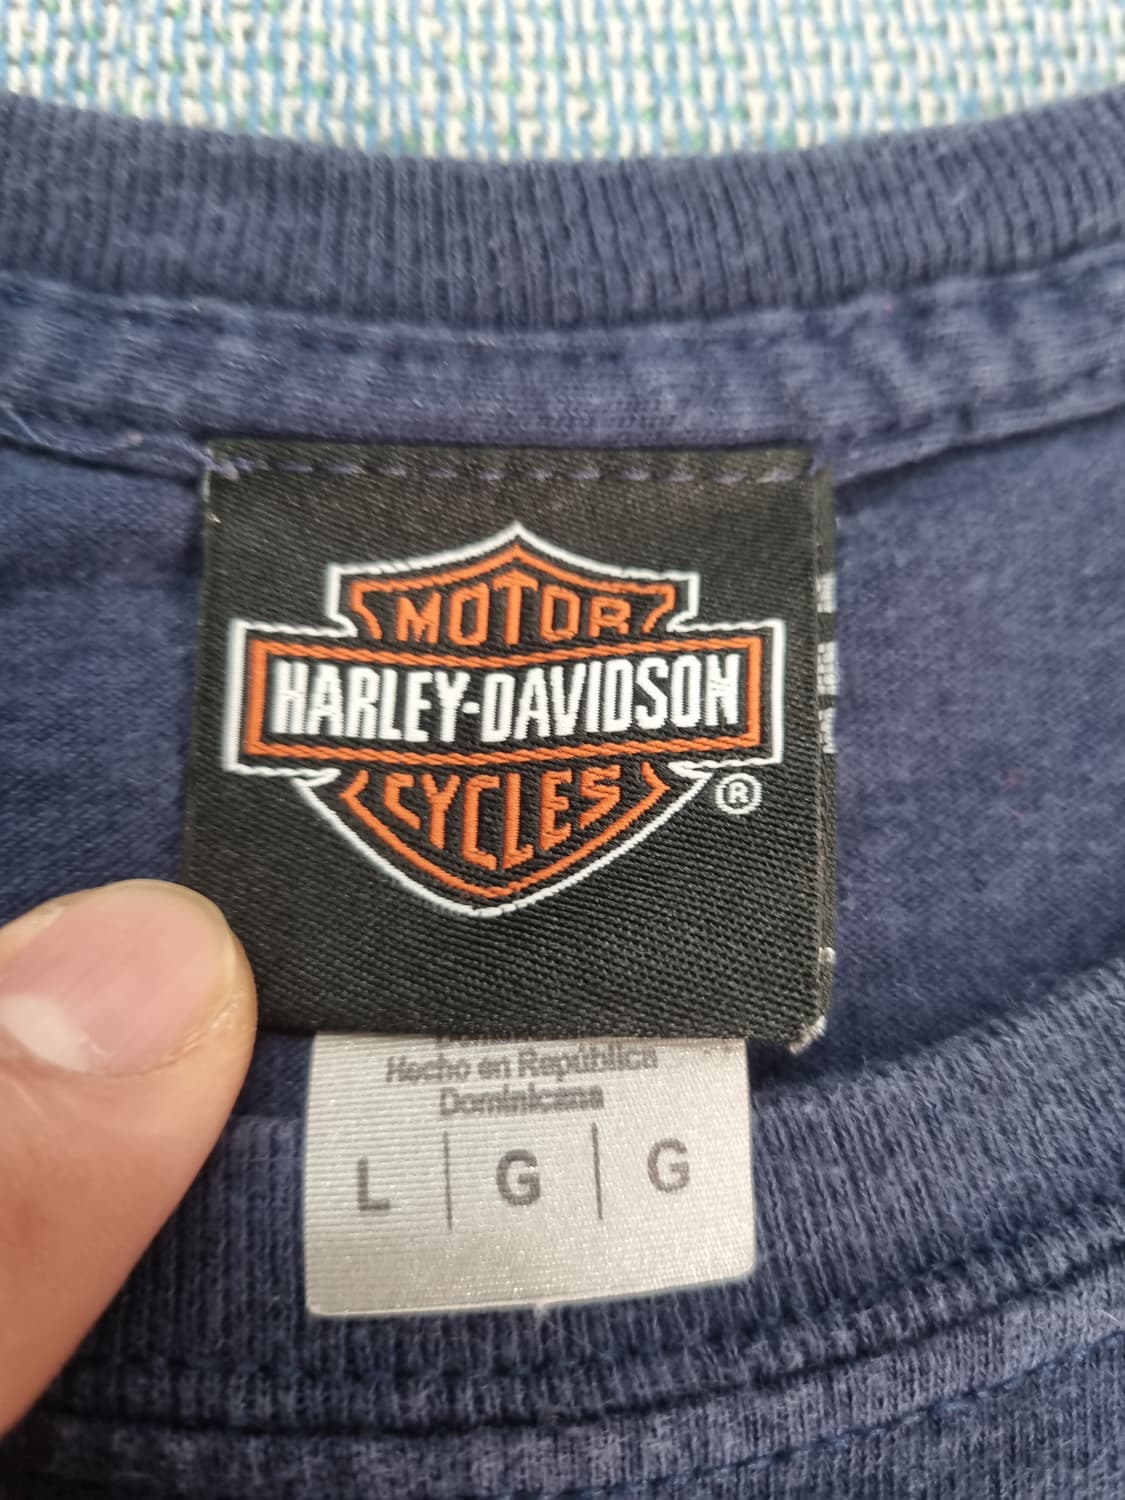 MOTOR
HARLEY-DAVIDSON
CYCLES
®
Hecho en República
Dominicana
L | G | G